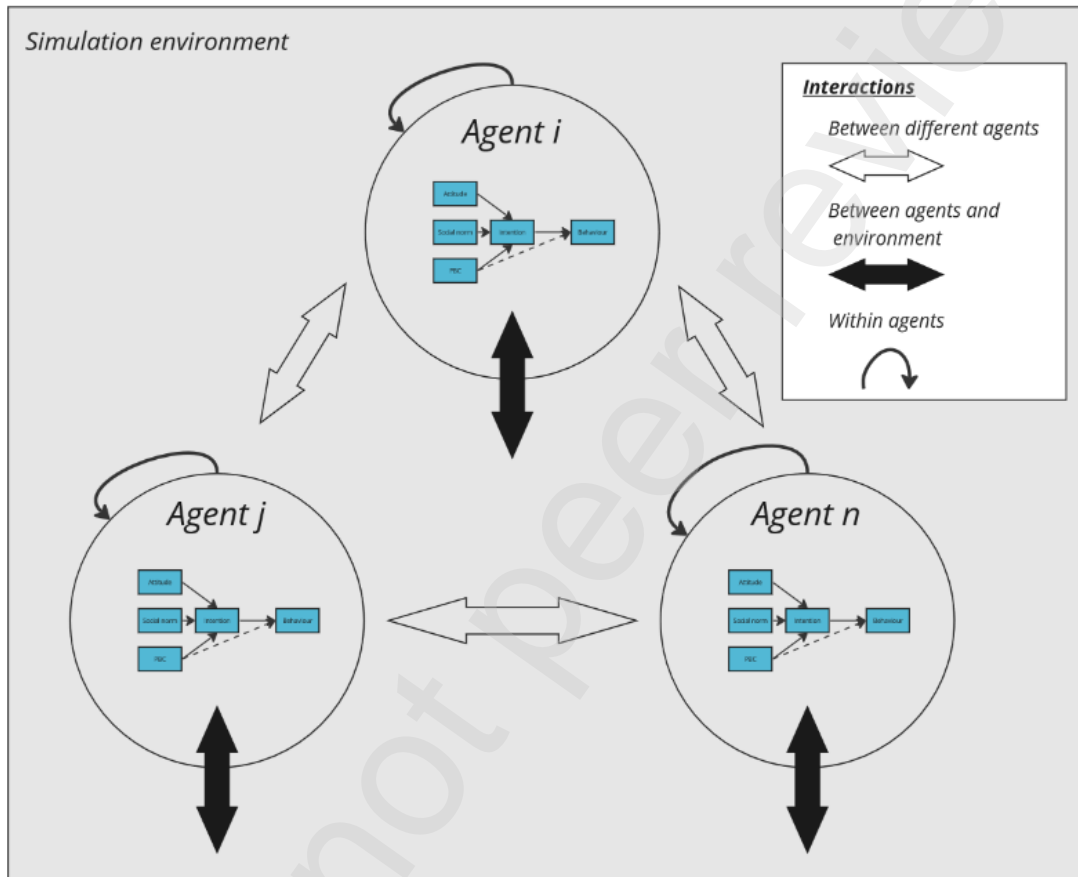 Simulation environment
Interactions
Between different agents
Between agents and
environment
Within agents
Agent i
Attitude
Social norm
Intention
Behaviour
PBC
Agent j
Attitude
Social norm
Intention
Behaviour
PBC
Agent n
Attitude
Social norm
Intention
Behaviour
PBC
not peer review